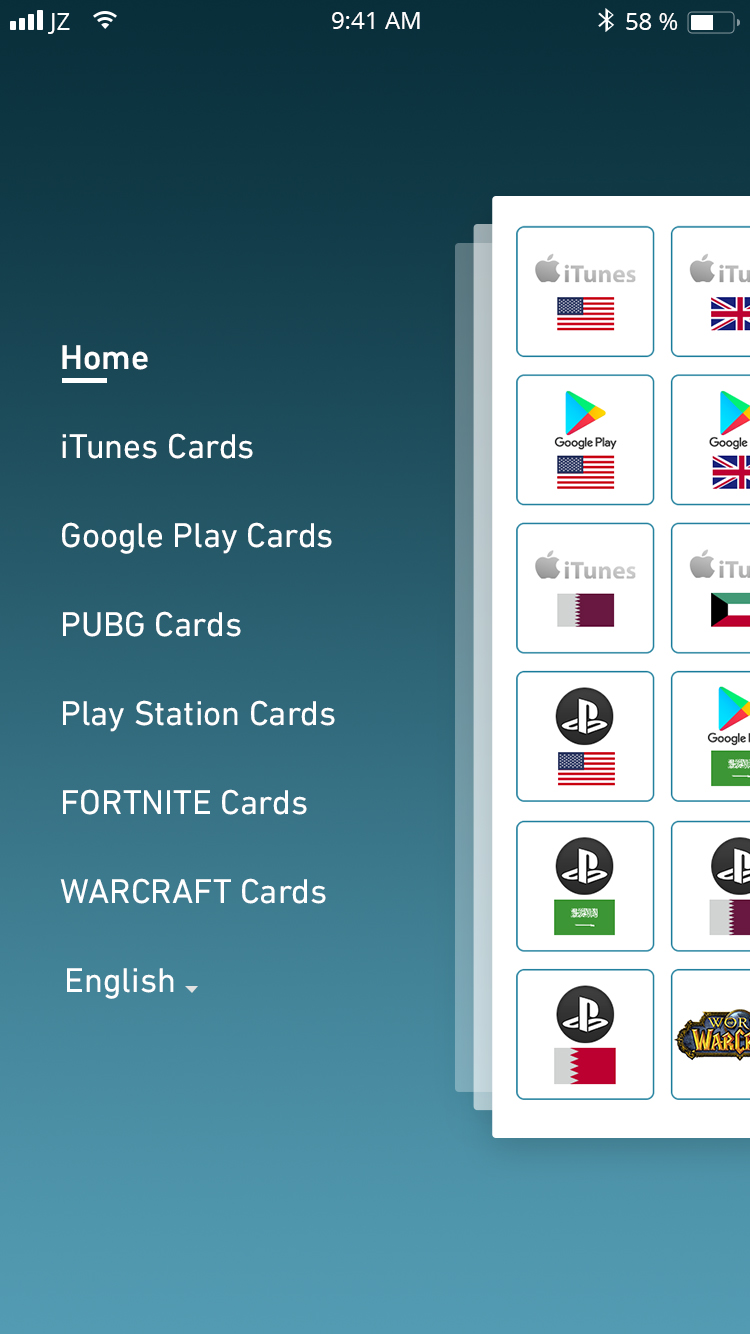 JZ 9:41 AM 58 %
Home
iTunes Cards
Google Play Cards
PUBG Cards
Play Station Cards
FORTNITE Cards
WARCRAFT Cards
English
iTunes iTu
Google Play Google
iTunes iTu
Google
WOR
WARCR